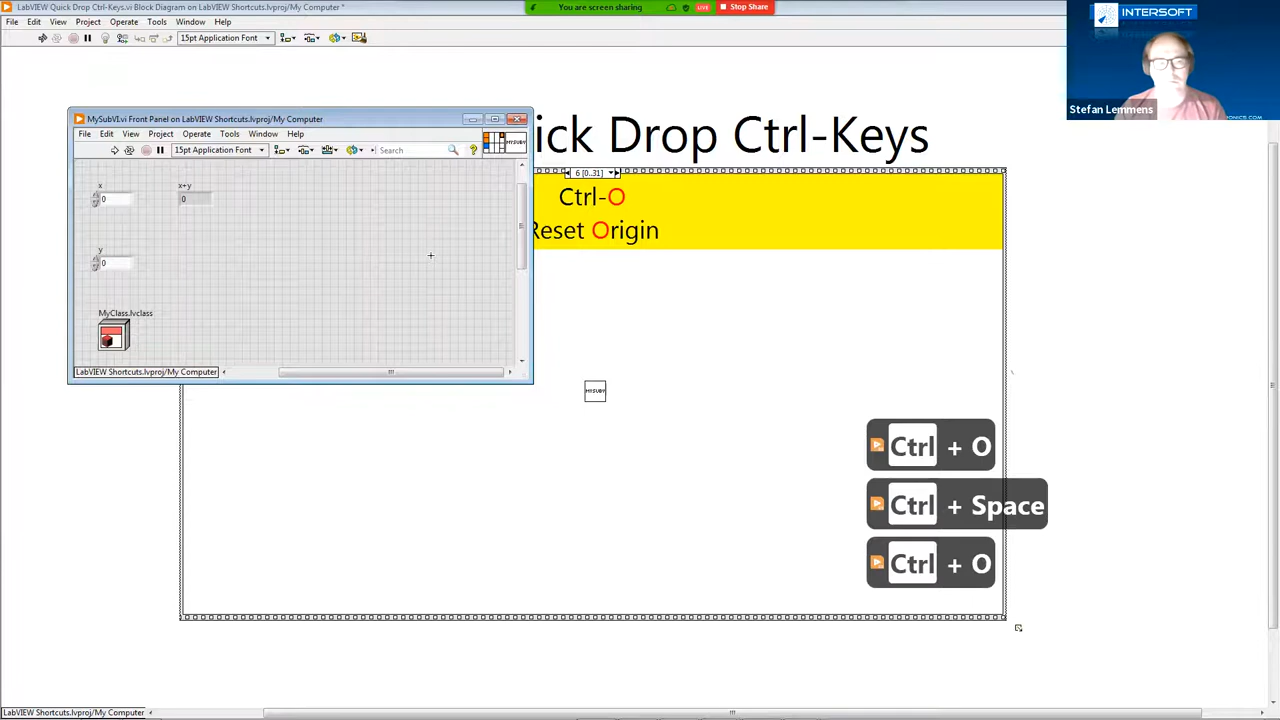 LabVIEW Quick Drop Ctrl-Keys.vi Block Diagram on LabVIEW Shortcuts.lvproj/My Computer *
You are screen sharing
LIVE
Stop Share
File Edit View Project Operate Tools Window Help
15pt Application Font
INTERSOFT
Stefan Lemmens
MySubVI.vi Front Panel on LabVIEW Shortcuts.lvproj/My Computer
File Edit View Project Operate Tools Window Help
15pt Application Font
Search
ick Drop Ctrl-Keys
6 [0..31]
Ctrl-O
Reset Origin
x
0
x+y
0
y
0
MyClass.lvclass
LabVIEW Shortcuts.lvproj/My Computer
Ctrl + O
Ctrl + Space
Ctrl + O
LabVIEW Shortcuts.lvproj/My Computer